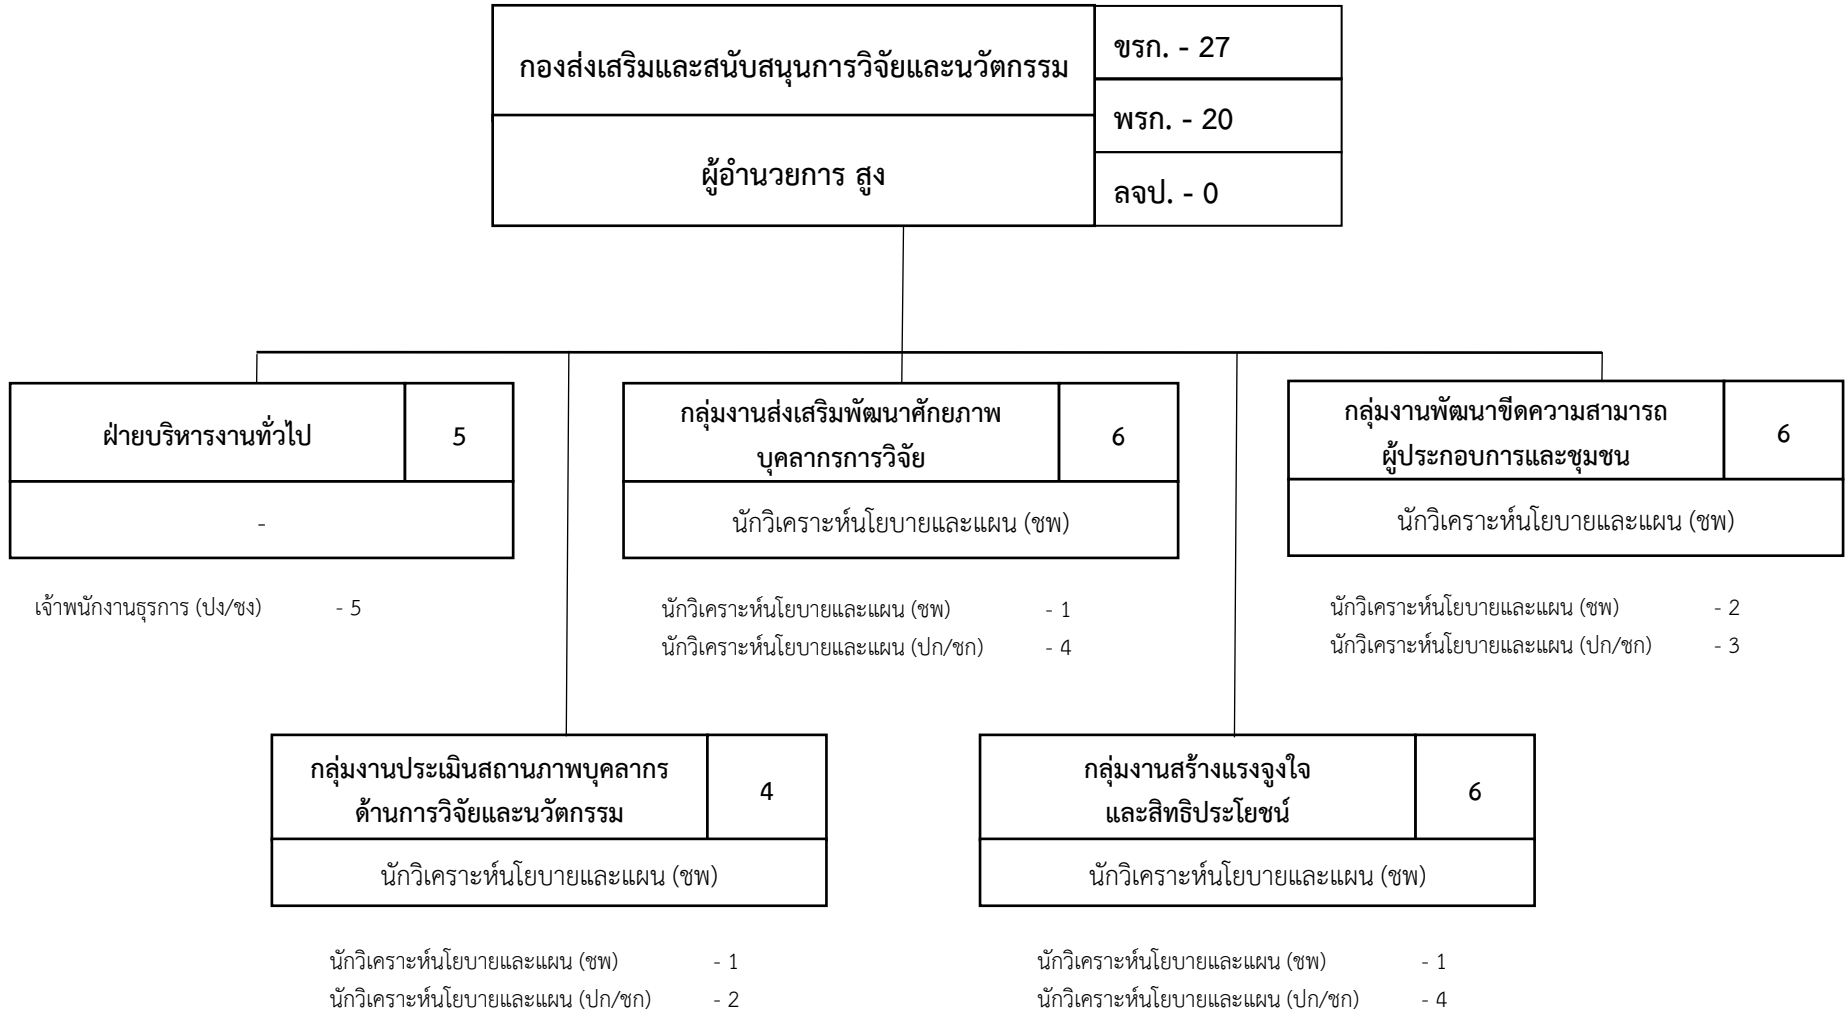 กองส่งเสริมและสนับสนุนการวิจัยและนวัตกรรม
ผู้อำนวยการ สูง
ขรก. - 27
พรก. - 20
ลจป. - 0
ฝ่ายบริหารงานทั่วไป
5
-
เจ้าพนักงานธุรการ (ปง/ชง) - 5
กลุ่มงานส่งเสริมพัฒนาศักยภาพ
บุคลากรการวิจัย
6
นักวิเคราะห์นโยบายและแผน (ชพ)
นักวิเคราะห์นโยบายและแผน (ชพ) - 1
นักวิเคราะห์นโยบายและแผน (ปก/ชก) - 4
กลุ่มงานพัฒนาขีดความสามารถ
ผู้ประกอบการและชุมชน
6
นักวิเคราะห์นโยบายและแผน (ชพ)
นักวิเคราะห์นโยบายและแผน (ชพ) - 2
นักวิเคราะห์นโยบายและแผน (ปก/ชก) - 3
กลุ่มงานประเมินสถานภาพบุคลากร
ด้านการวิจัยและนวัตกรรม
4
นักวิเคราะห์นโยบายและแผน (ชพ)
นักวิเคราะห์นโยบายและแผน (ชพ) - 1
นักวิเคราะห์นโยบายและแผน (ปก/ชก) - 2
กลุ่มงานสร้างแรงจูงใจ
และสิทธิประโยชน์
6
นักวิเคราะห์นโยบายและแผน (ชพ)
นักวิเคราะห์นโยบายและแผน (ชพ) - 1
นักวิเคราะห์นโยบายและแผน (ปก/ชก) - 4